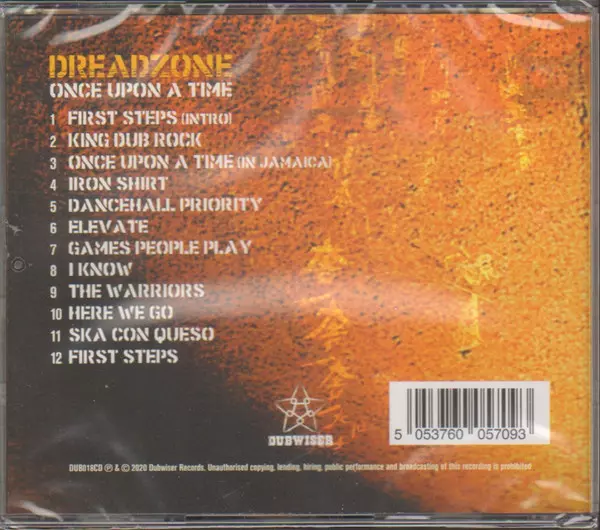 DREADZONE
ONCE UPON A TIME
1 FIRST STEPS (INTRO)
2 KING DUB ROCK
3 ONCE UPON A TIME (IN JAMAICA)
4 IRON SHIRT
5 DANCEHALL PRIORITY
6 ELEVATE
7 GAMES PEOPLE PLAY
8 I KNOW
9 THE WARRIORS
10 HERE WE GO
11 SKA CON QUESO
12 FIRST STEPS
DUBWISER
5 053760 057093
DUB018CD Ⓟ & © 2020 Dubwiser Records. Unauthorised copying, lending, hiring, public performance and broadcasting of this recording is prohibited